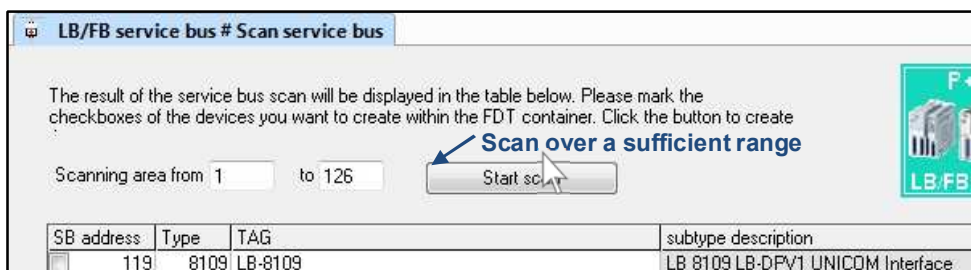 LB/FB service bus # Scan service bus
The result of the service bus scan will be displayed in the table below. Please mark the
checkboxes of the devices you want to create within the FDT container. Click the button to create
Scan over a sufficient range
Scanning area from 1 to 126 Start
P+
LB/FB
SB address Type TAG subtype description
119 8109 LB-8109 LB 8109 LB-DPV1 UNICOM Interface